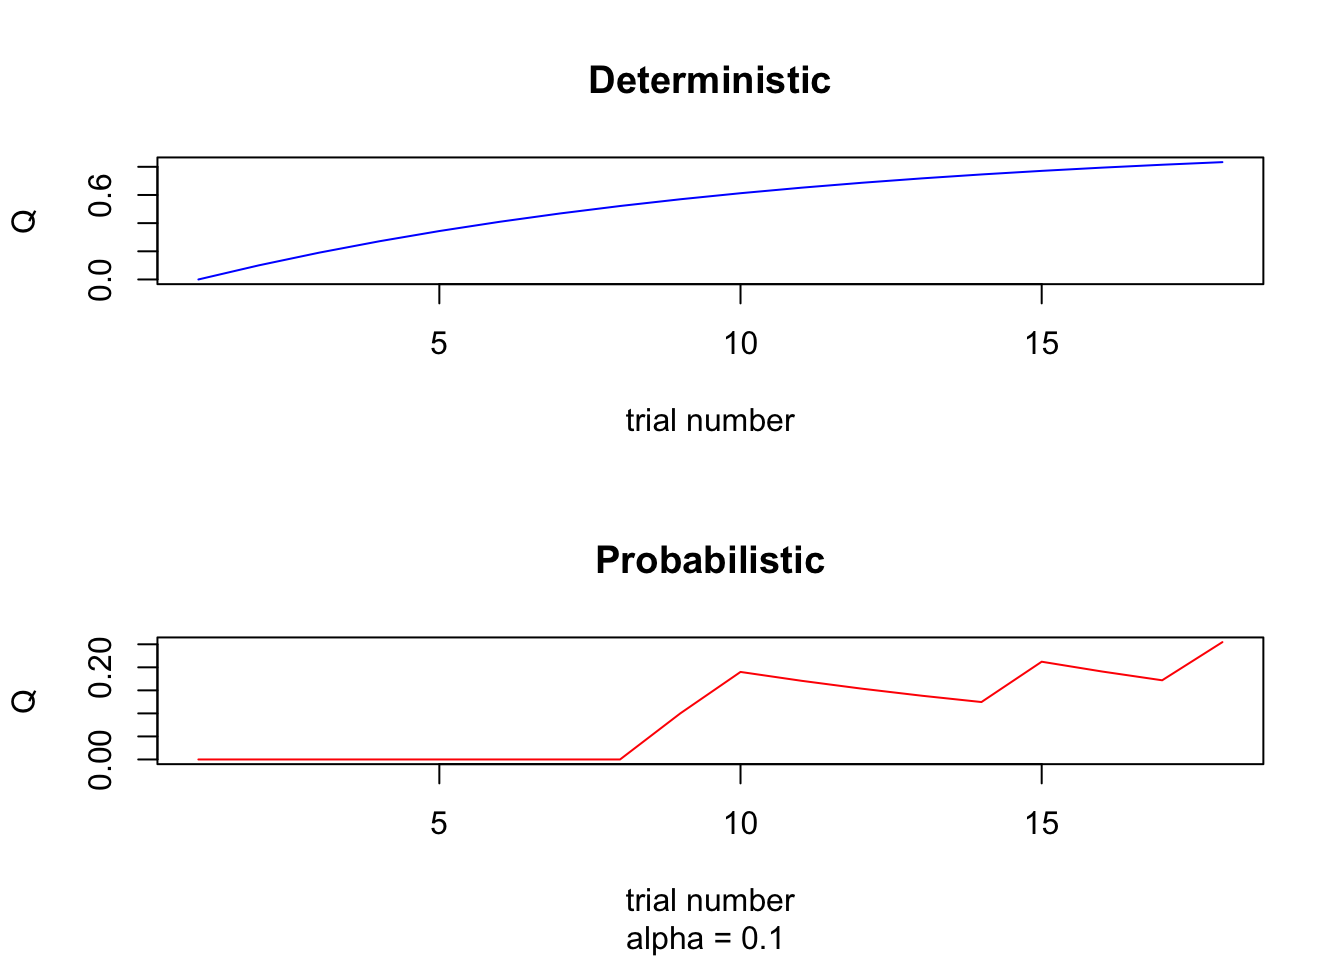 Deterministic
Q
0.6
0.0
5 10 15
trial number
Probabilistic
Q
0.20
0.00
5 10 15
trial number
alpha = 0.1